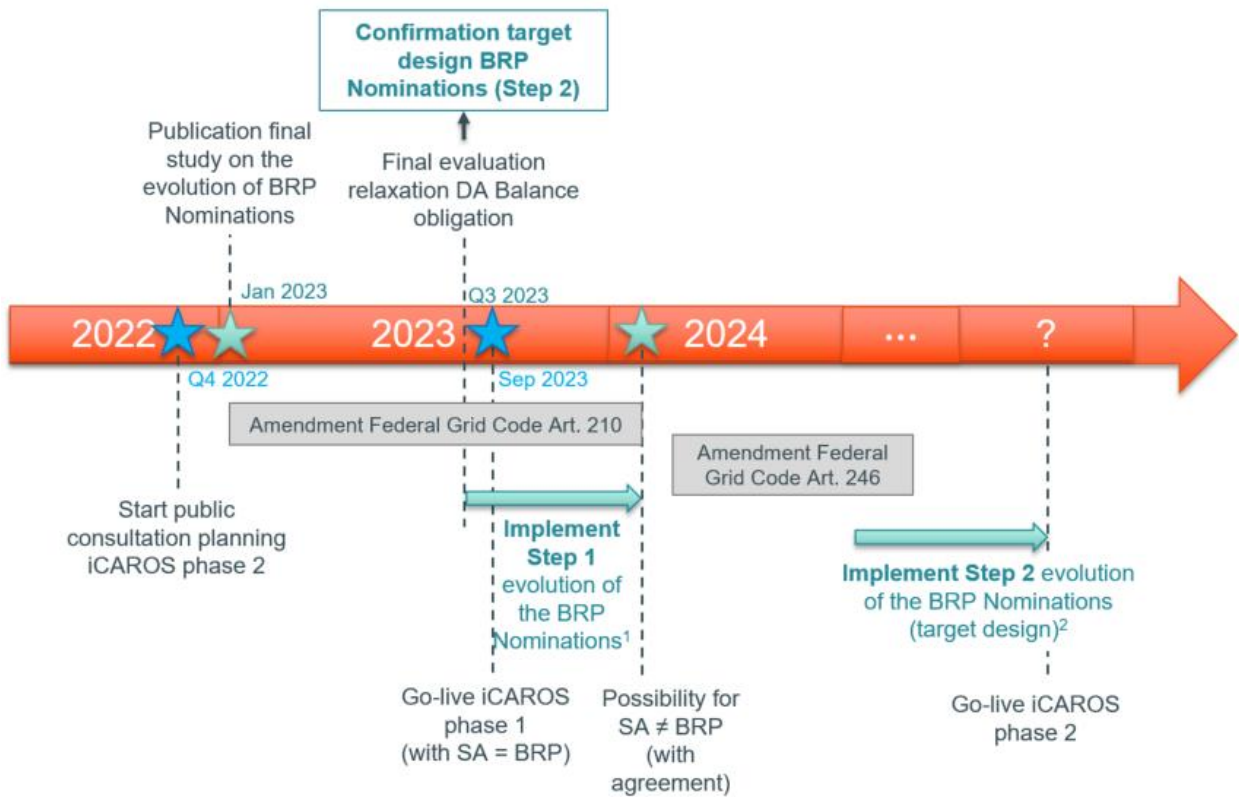 Confirmation target
design BRP
Nominations (Step 2)
Publication final
study on the
evolution of BRP
Nominations
Final evaluation
relaxation DA Balance
obligation
Jan 2023
Q3 2023
2022
2023
2024
...
?
Q4 2022
Sep 2023
Amendment Federal Grid Code Art. 210
Amendment Federal
Grid Code Art. 246
Start public
consultation planning
iCAROS phase 2
Implement
Step 1
evolution of
the BRP
Nominations¹
Implement Step 2 evolution
of the BRP Nominations
(target design)²
Go-live iCAROS
phase 1
(with SA = BRP)
Possibility for
SA ≠ BRP
(with
agreement)
Go-live iCAROS
phase 2